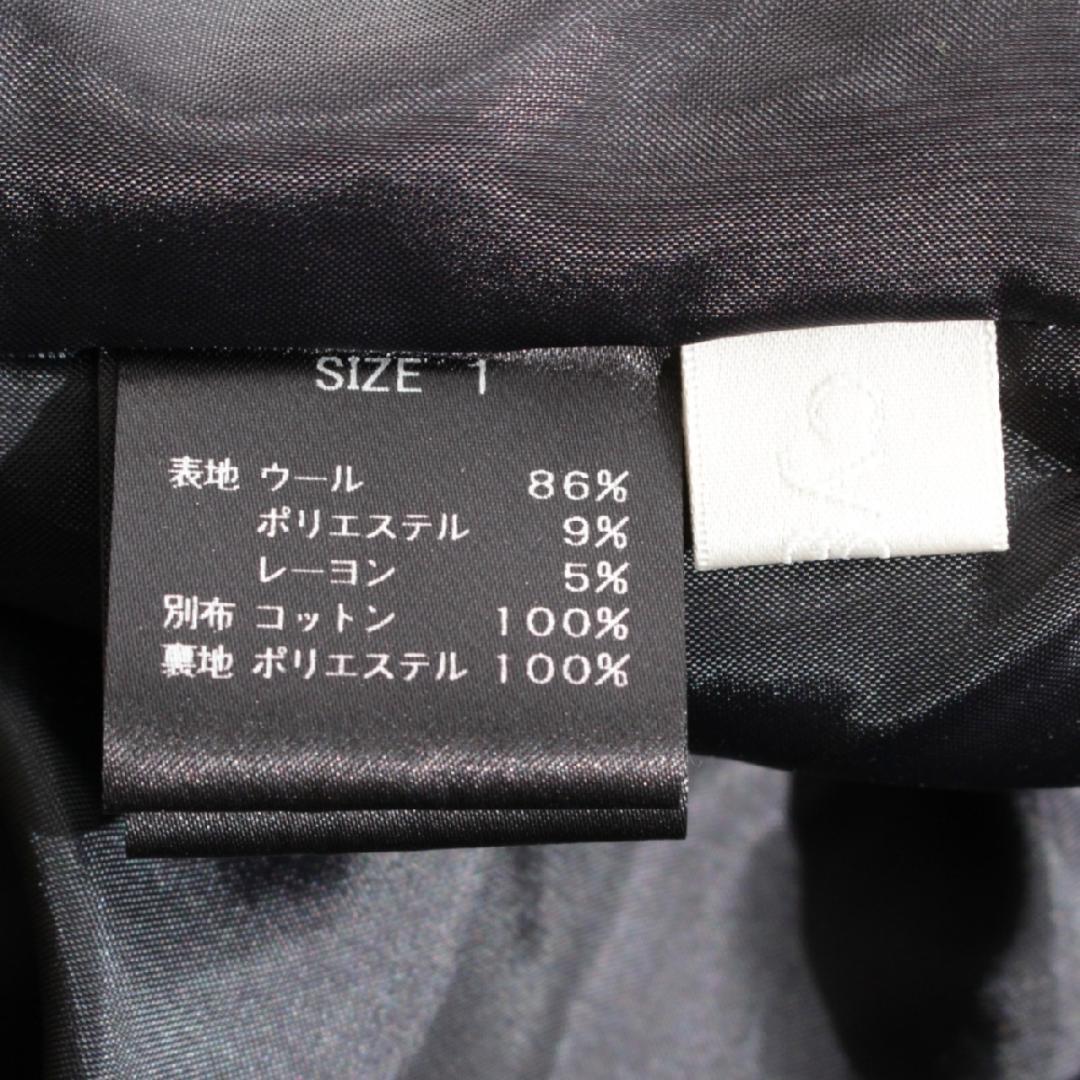 SIZE 1
表地 ウール 86%
ポリエステル 9%
レーヨン 5%
別布 コットン 100%
裏地 ポリエステル 100%